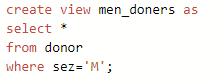 create view men_doners as
select *
from donor
where sez='M';